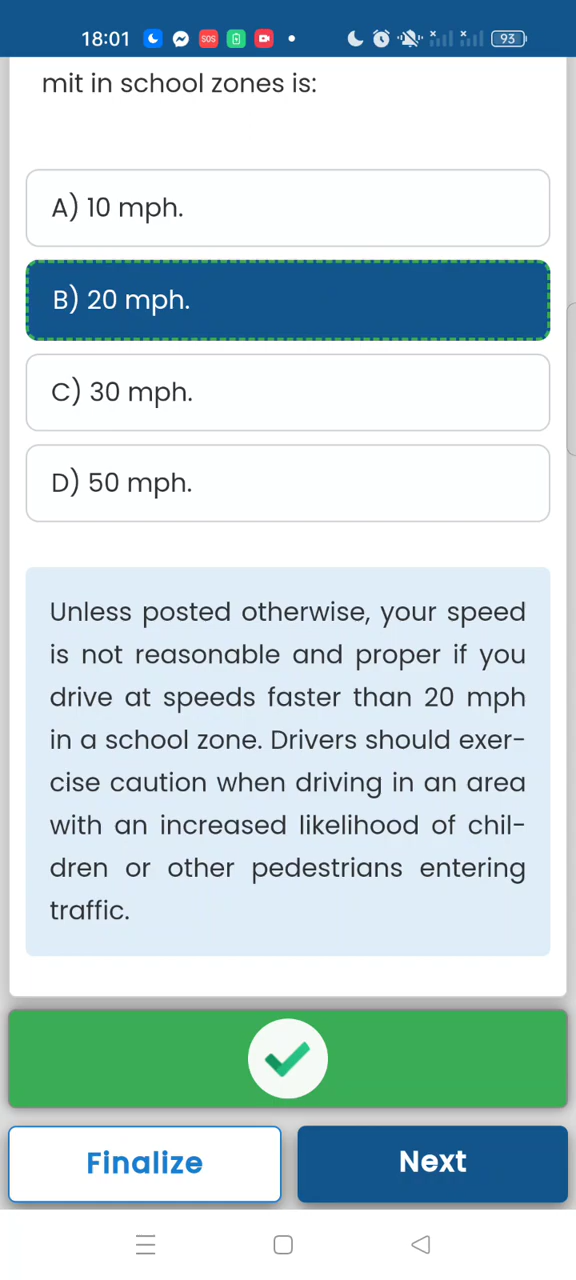 18:01
SOS
93
mit in school zones is:
A) 10 mph.
B) 20 mph.
C) 30 mph.
D) 50 mph.
Unless posted otherwise, your speed
is not reasonable and proper if you
drive at speeds faster than 20 mph
in a school zone. Drivers should exer-
cise caution when driving in an area
with an increased likelihood of chil-
dren or other pedestrians entering
traffic.
Finalize
Next